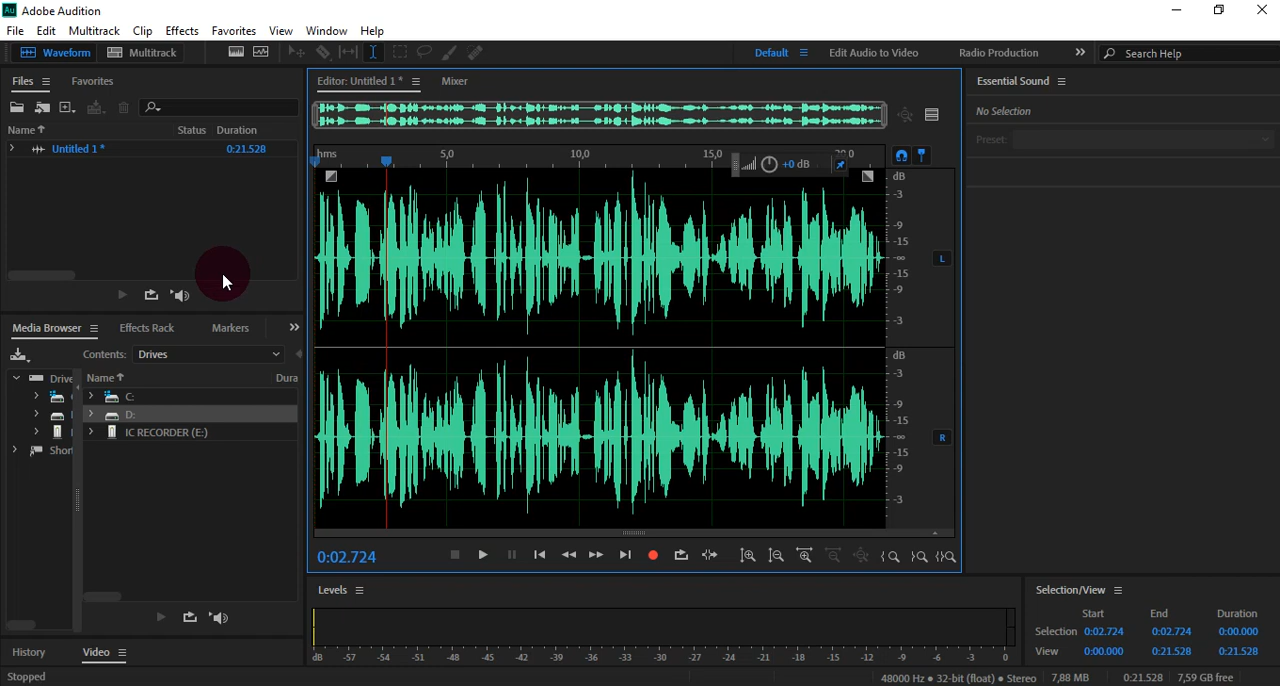 Au Adobe Audition
File Edit Multitrack Clip Effects Favorites View Window Help
Waveform Multitrack Default Edit Audio to Video Radio Production Search Help
Files Favorites
Name Status Duration
Untitled 1 * 0:21.528
Media Browser Effects Rack Markers
Contents: Drives
Drive Name Dura
C:
D:
IC RECORDER (E:)
Short
History Video
Stopped
Editor: Untitled 1 * Mixer
hms 5,0 10,0 15,0 20,0
+0 dB
dB
-3
-9
-15
-∞
-15
-9
-3
L
dB
-3
-9
-15
-∞
-15
-9
-3
R
0:02.724
Levels
dB -57 -54 -51 -48 -45 -42 -39 -36 -33 -30 -27 -24 -21 -18 -15 -12 -9 -6 -3 0
Essential Sound
No Selection
Preset:
Selection/View
Start End Duration
Selection 0:02.724 0:02.724 0:00.000
View 0:00.000 0:21.528 0:21.528
48000 Hz ● 32-bit (float) ● Stereo 7,88 MB 0:21.528 7,59 GB free